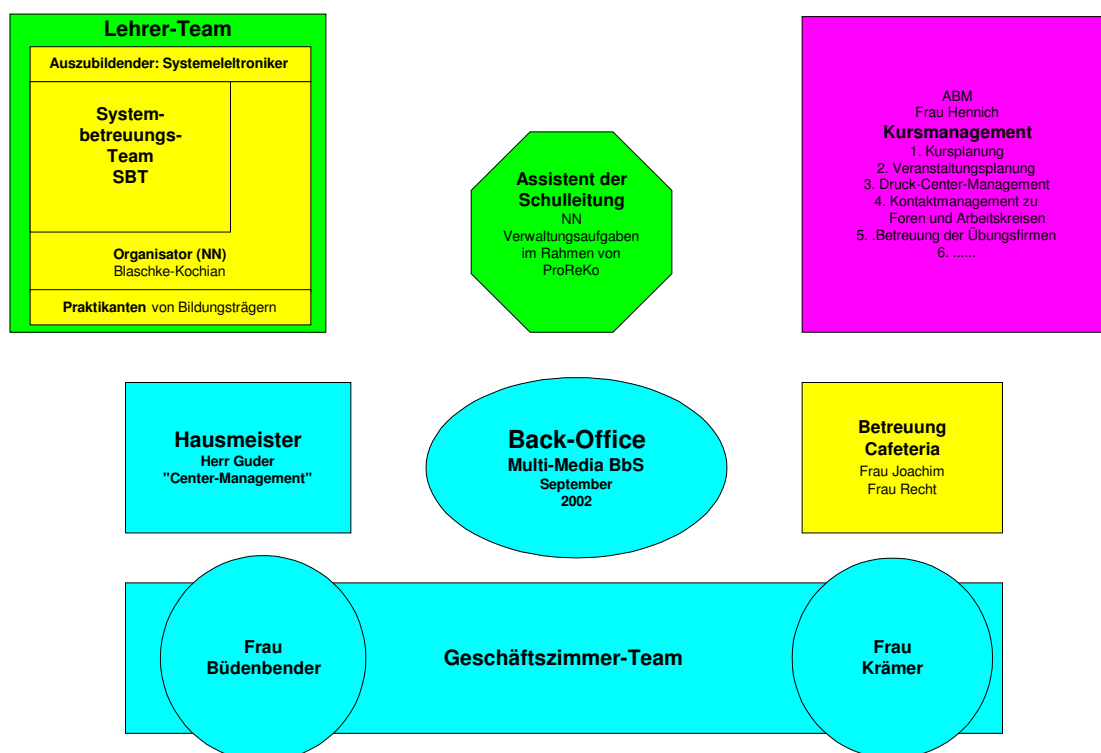 Lehrer-Team
Auszubildender: Systemeleltroniker
System-
betreuungs-
Team
SBT
Organisator (NN)
Blaschke-Kochian
Praktikanten von Bildungsträgern
Assistent der
Schulleitung
NN
Verwaltungsaufgaben
im Rahmen von
ProReKo
ABM
Frau Hennich
Kursmanagement
1. Kursplanung
2. Veranstaltungsplanung
3. Druck-Center-Management
4. Kontaktmanagement zu
Foren und Arbeitskreisen
5. .Betreuung der Übungsfirmen
6. ......
Hausmeister
Herr Guder
"Center-Management"
Back-Office
Multi-Media BbS
September
2002
Betreuung
Cafeteria
Frau Joachim
Frau Recht
Frau
Büdenbender
Geschäftszimmer-Team
Frau
Krämer